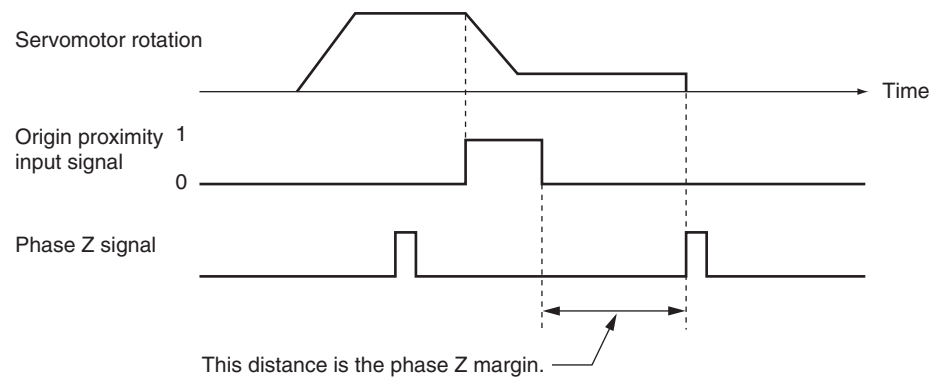 Servomotor rotation
Time
Origin proximity
input signal
1
0
Phase Z signal
This distance is the phase Z margin.